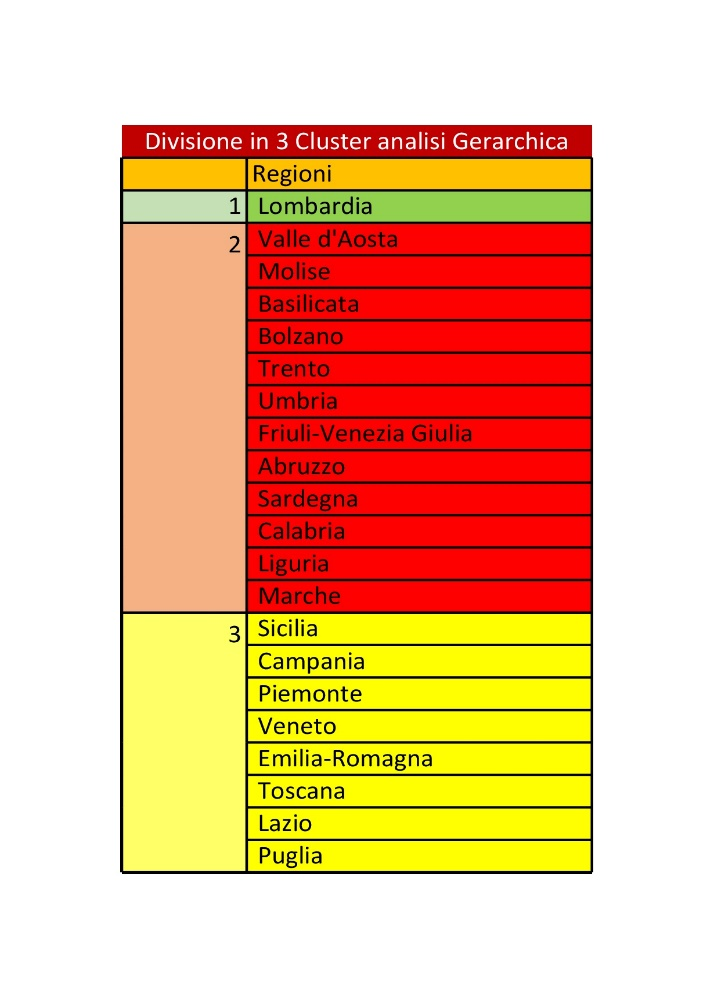 Divisione in 3 Cluster analisi Gerarchica
Regioni
1 Lombardia
2 Valle d'Aosta
Molise
Basilicata
Bolzano
Trento
Umbria
Friuli-Venezia Giulia
Abruzzo
Sardegna
Calabria
Liguria
Marche
3 Sicilia
Campania
Piemonte
Veneto
Emilia-Romagna
Toscana
Lazio
Puglia